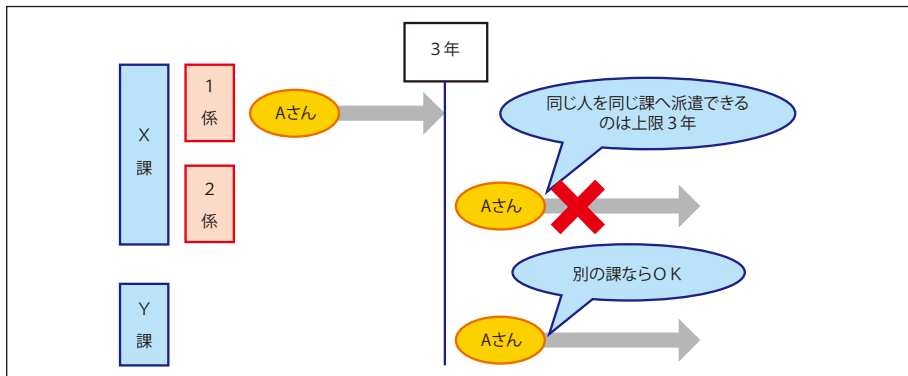 3年
X
課
1
係
Aさん
同じ人を同じ課へ派遣できる
のは上限3年
2
係
Aさん
別の課ならOK
Y
課
Aさん